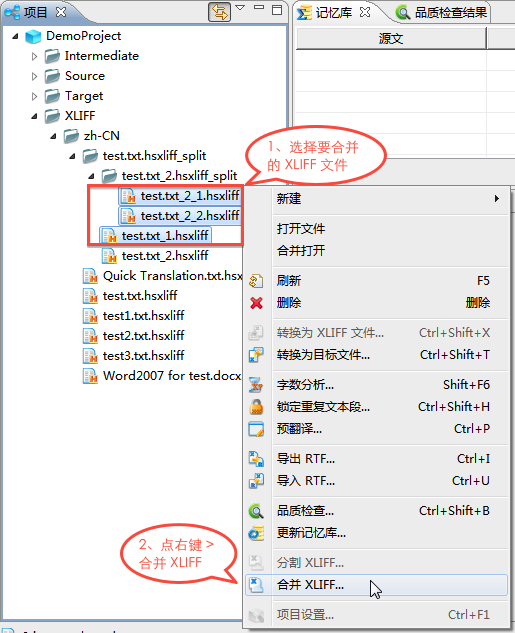 项目
记忆库
品质检查结果
源文
DemoProject
Intermediate
Source
Target
XLIFF
zh-CN
test.txt.hsxliff_split
test.txt_2.hsxliff_split
test.txt_2_1.hsxliff
test.txt_2_2.hsxliff
test.txt_1.hsxliff
test.txt_2.hsxliff
Quick Translation.txt.hsx
test.txt.hsxliff
test1.txt.hsxliff
test2.txt.hsxliff
test3.txt.hsxliff
Word2007 for test.docx
1、选择要合并
的 XLIFF 文件
新建
打开文件
合并打开
刷新 F5
删除 删除
转换为 XLIFF 文件... Ctrl+Shift+X
转换为目标文件... Ctrl+Shift+T
字数分析... Shift+F6
锁定重复文本段... Ctrl+Shift+H
预翻译... Ctrl+P
导出 RTF... Ctrl+I
导入 RTF... Ctrl+U
品质检查... Ctrl+Shift+B
更新记忆库...
分割 XLIFF...
合并 XLIFF...
项目设置... Ctrl+F1
2、点右键 >
合并 XLIFF